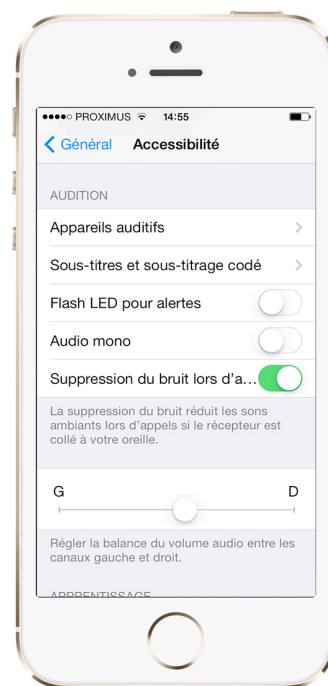 PROXIMUS 14:55
Général Accessibilité
AUDITION
Appareils auditifs
Sous-titres et sous-titrage codé
Flash LED pour alertes
Audio mono
Suppression du bruit lors d'a...
La suppression du bruit réduit les sons
ambiants lors d'appels si le récepteur est
collé à votre oreille.
G D
Régler la balance du volume audio entre les
canaux gauche et droit.
APPRENTISSAGE